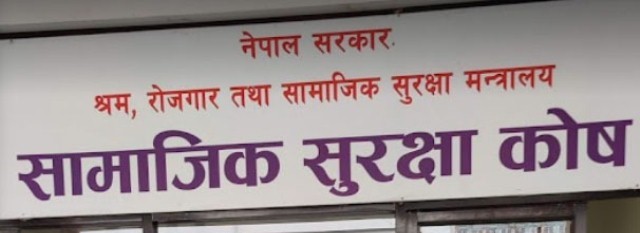 नेपाल सरकार
श्रम, रोजगार तथा सामाजिक सुरक्षा मन्त्रालय
सामाजिक सुरक्षा कोष